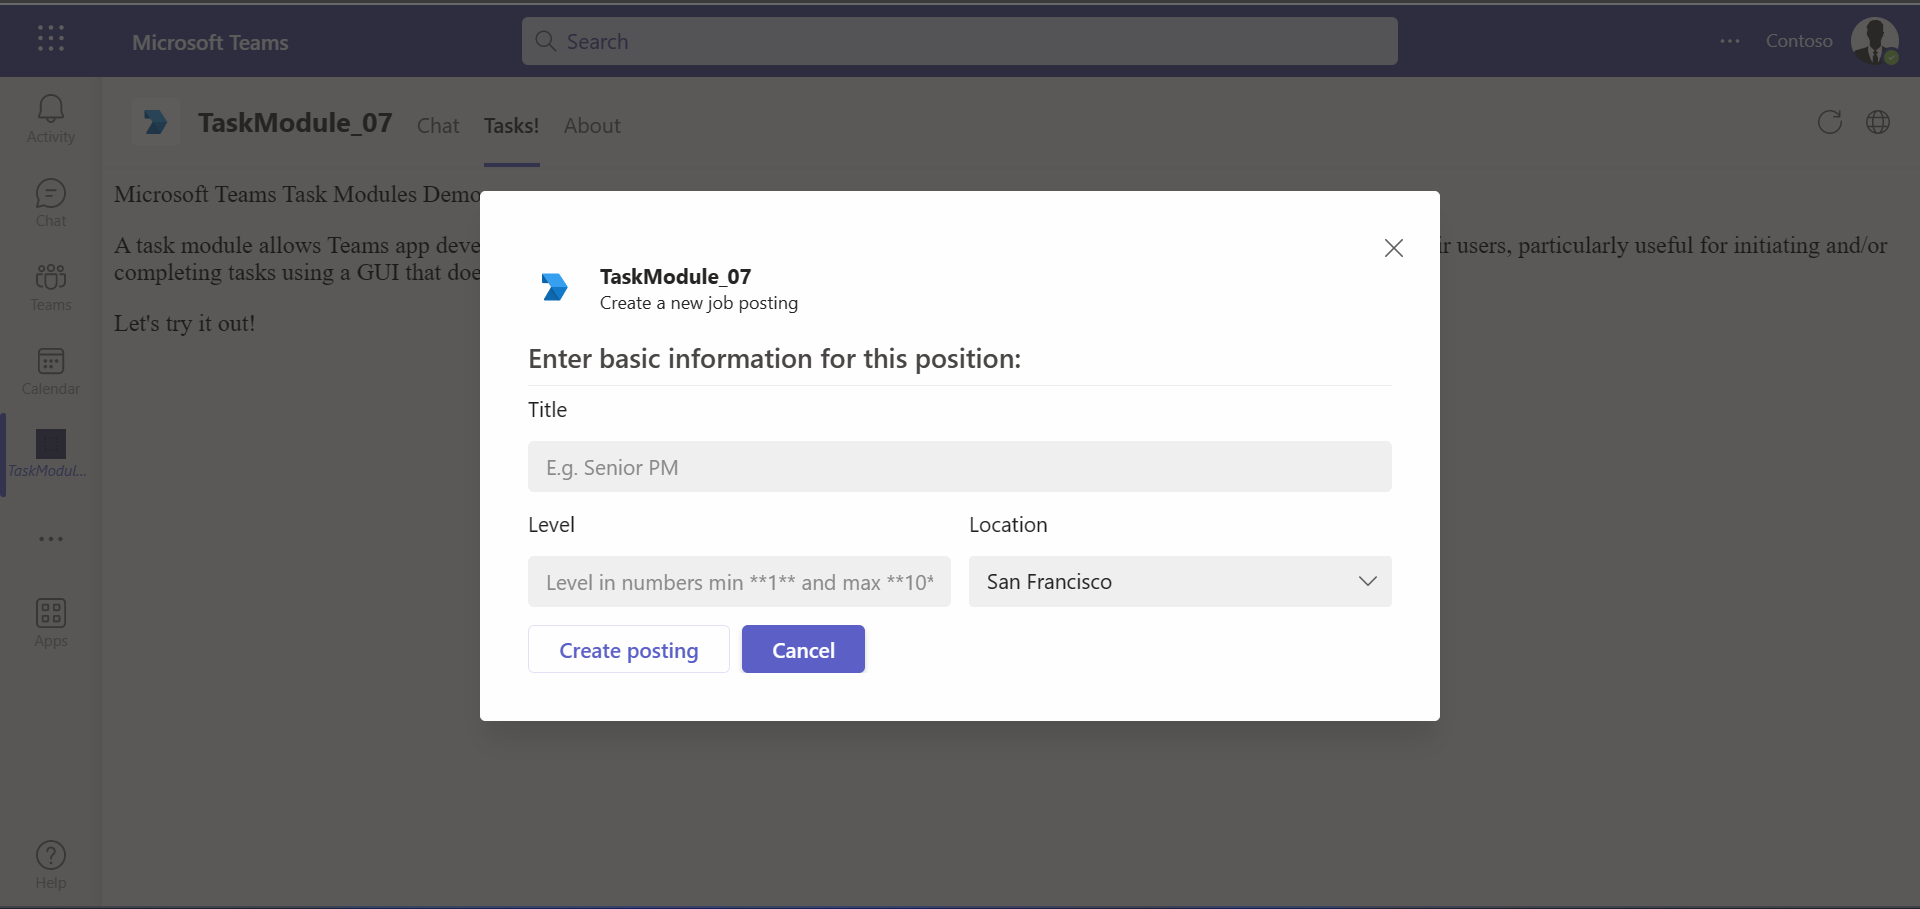 Microsoft Teams
Search
Contoso
Activity
Chat
Teams
Calendar
TaskModul...
Apps
Help
TaskModule_07
Chat
Tasks!
About
Microsoft Teams Task Modules Demo
A task module allows Teams app deve
ir users, particularly useful for initiating and/or
completing tasks using a GUI that doe
Let's try it out!
TaskModule_07
Create a new job posting
Enter basic information for this position:
Title
E.g. Senior PM
Level
Location
Level in numbers min **1** and max **10*
San Francisco
Create posting
Cancel